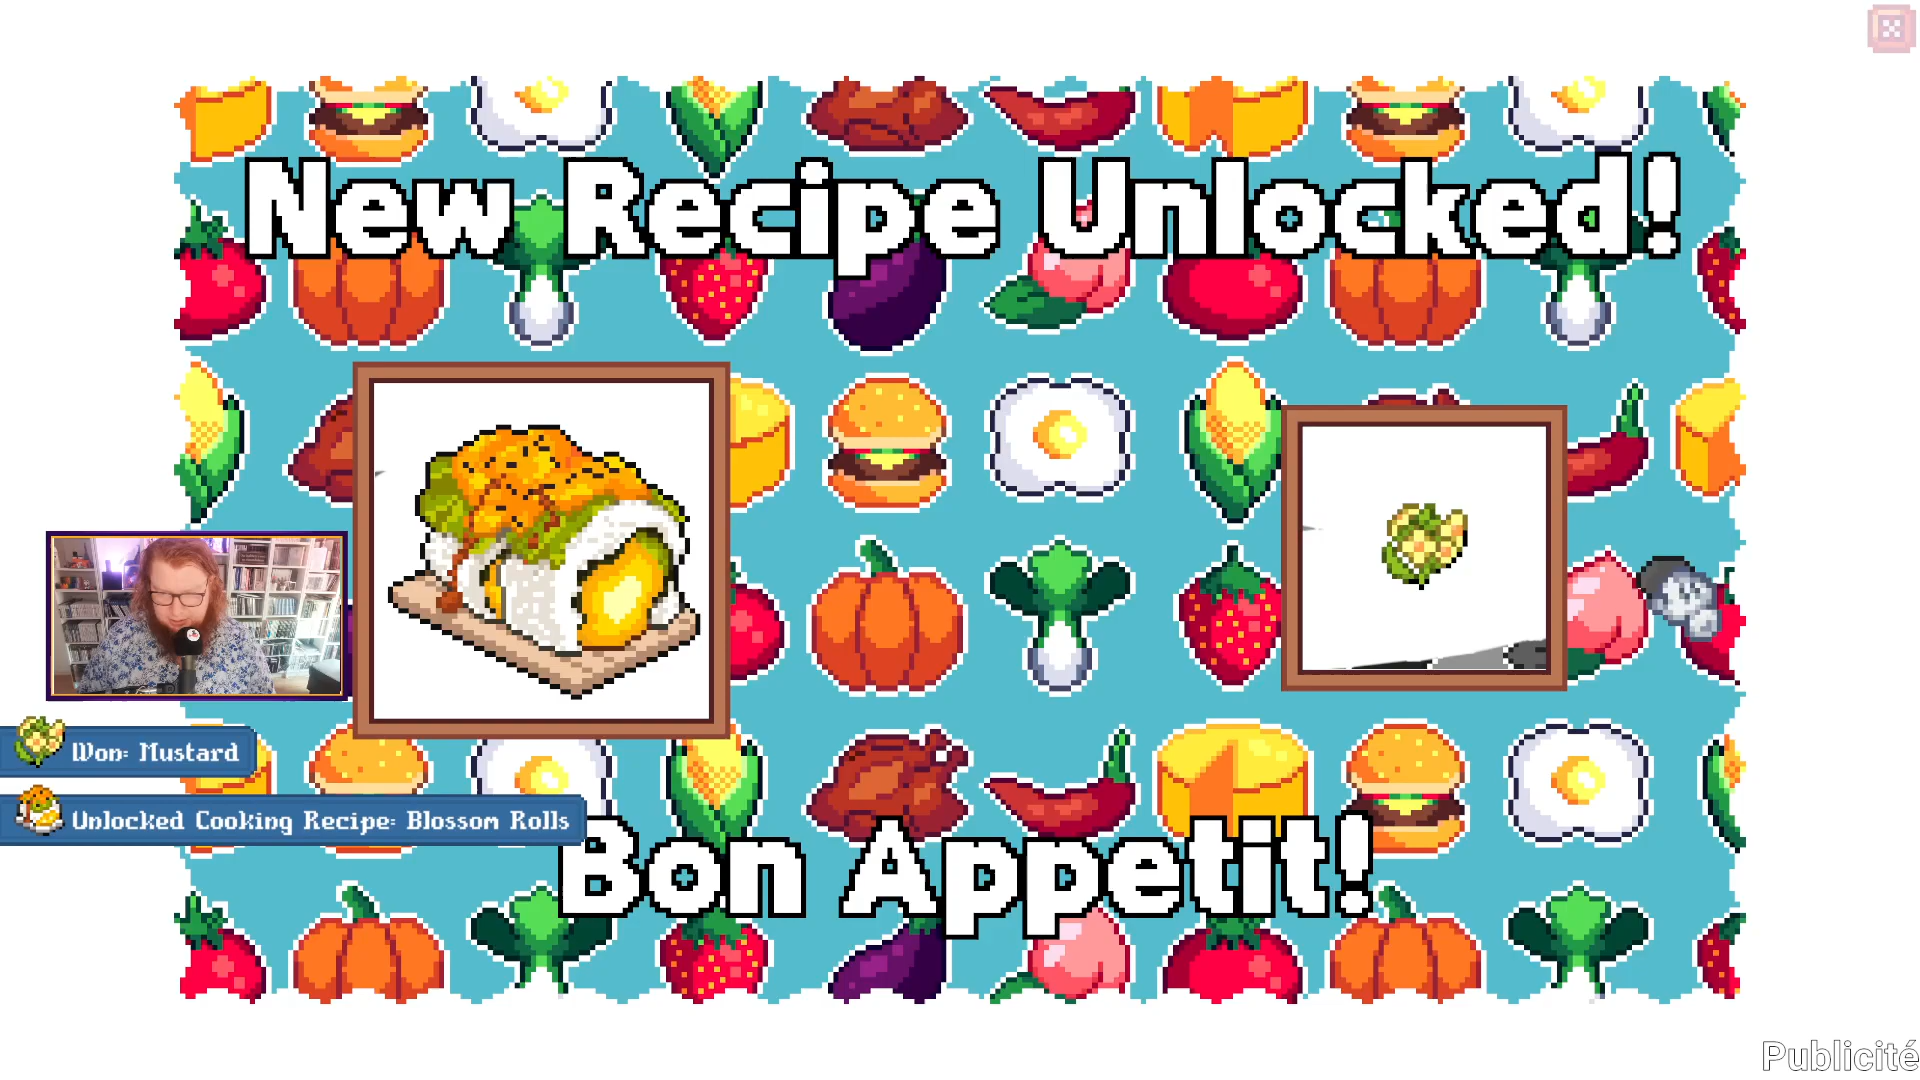 New Recipe Unlocked!
Won: Mustard
Unlocked Cooking Recipe: Blossom Rolls
Bon Appetit!
Publicité